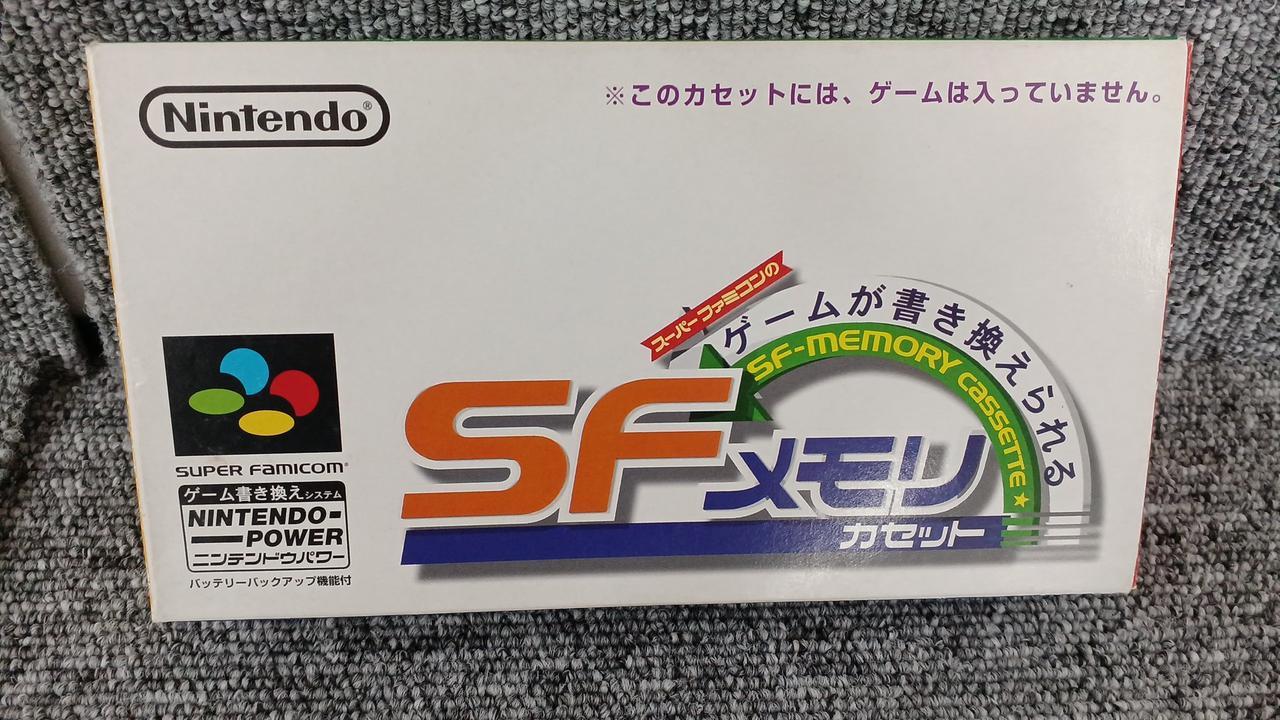 Nintendo®
※このカセットには、ゲームは入っていません。
スーパーファミコンの
ゲームが書き換えられる
SF-MEMORY CASSETTE★
SFメモリ
カセット
SUPER FAMICOM®
ゲーム書き換えシステム
NINTENDO-
POWER
ニンテンドウパワー
バッテリーバックアップ機能付